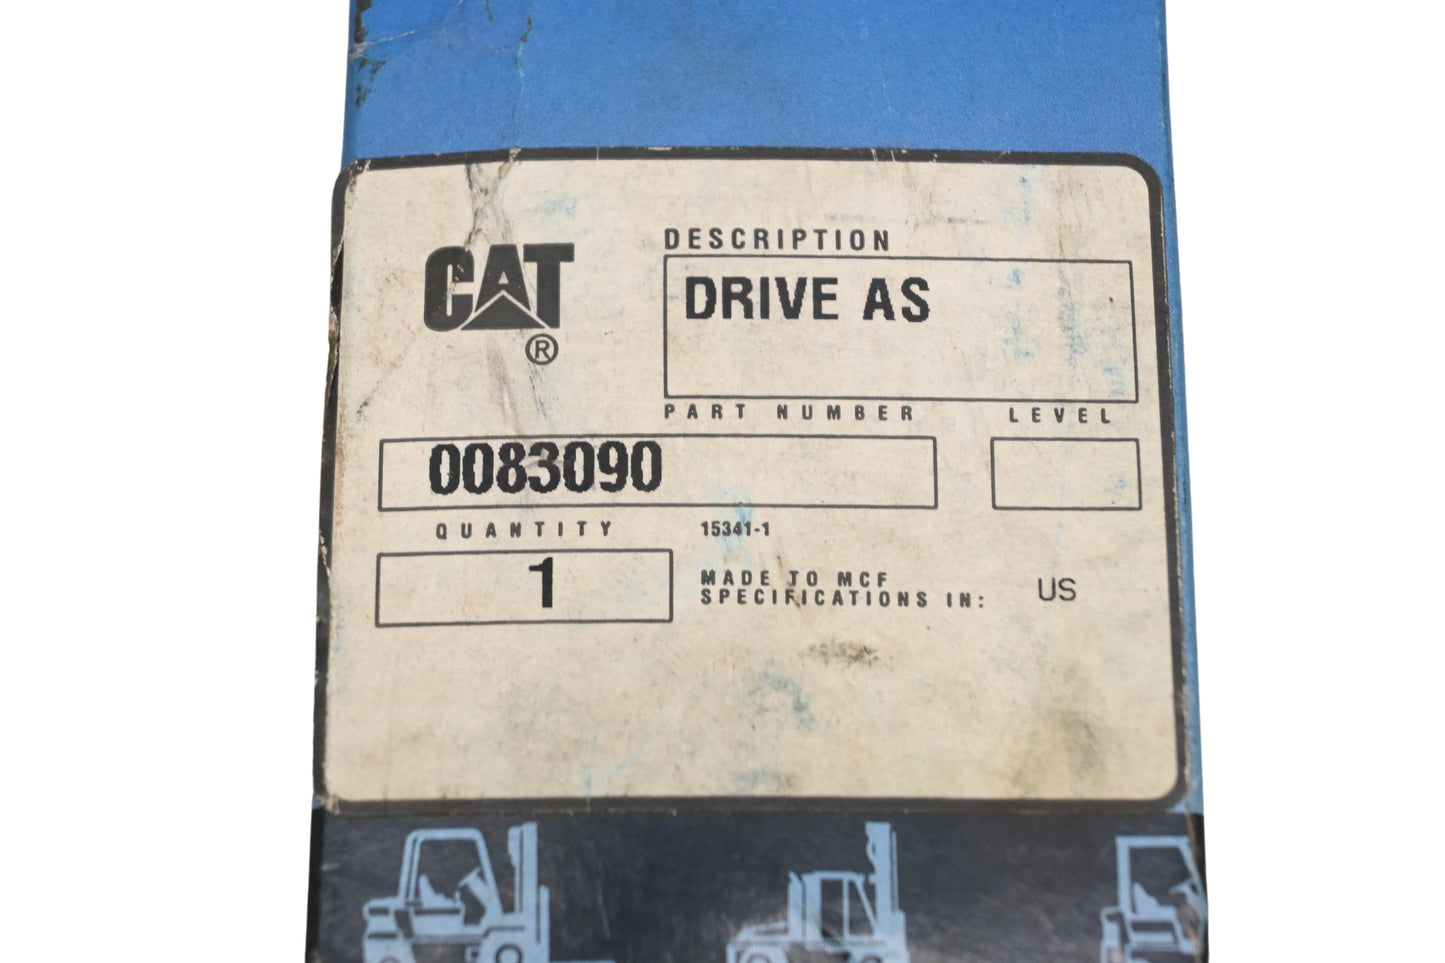 CAT
®
DESCRIPTION
DRIVE AS
PART NUMBER
LEVEL
0083090
QUANTITY
15341-1
1
MADE TO MCF
SPECIFICATIONS IN:
US